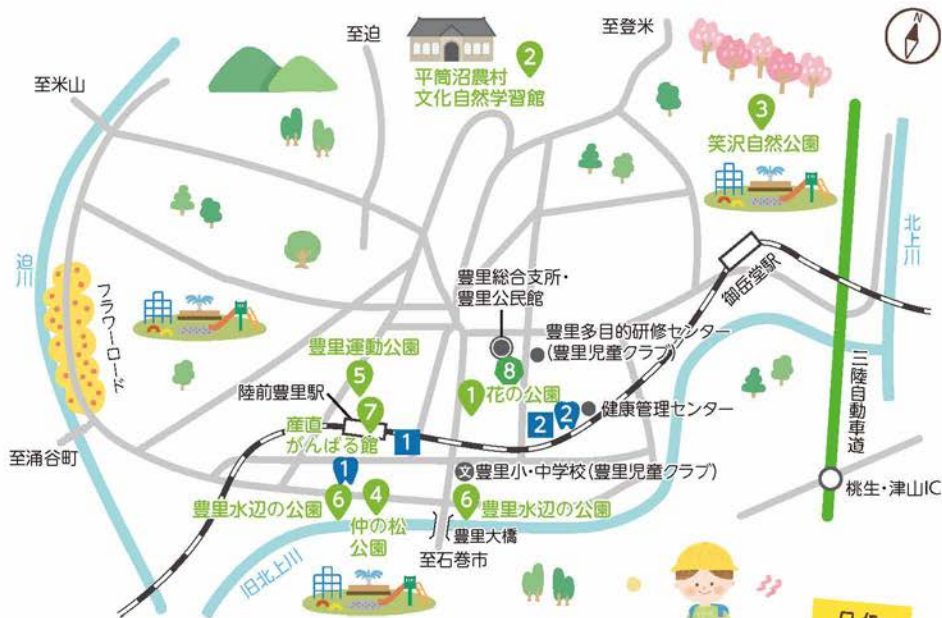 N
至迫
至登米
至米山
2
平筒沼農村
文化自然学習館
3
笑沢自然公園
北上川
迫川
フラワーロード
御岳堂駅
豊里総合支所・
豊里公民館
豊里多目的研修センター
(豊里児童クラブ)
豊里運動公園
8
5
1
花の公園
陸前豊里駅
7
2
2
健康管理センター
三陸自動車道
産直
がんばる館
1
至涌谷町
1
文
豊里小・中学校(豊里児童クラブ)
桃生・津山IC
豊里水辺の公園
6
4
仲の松
公園
6
豊里水辺の公園
豊里大橋
至石巻市
旧北上川